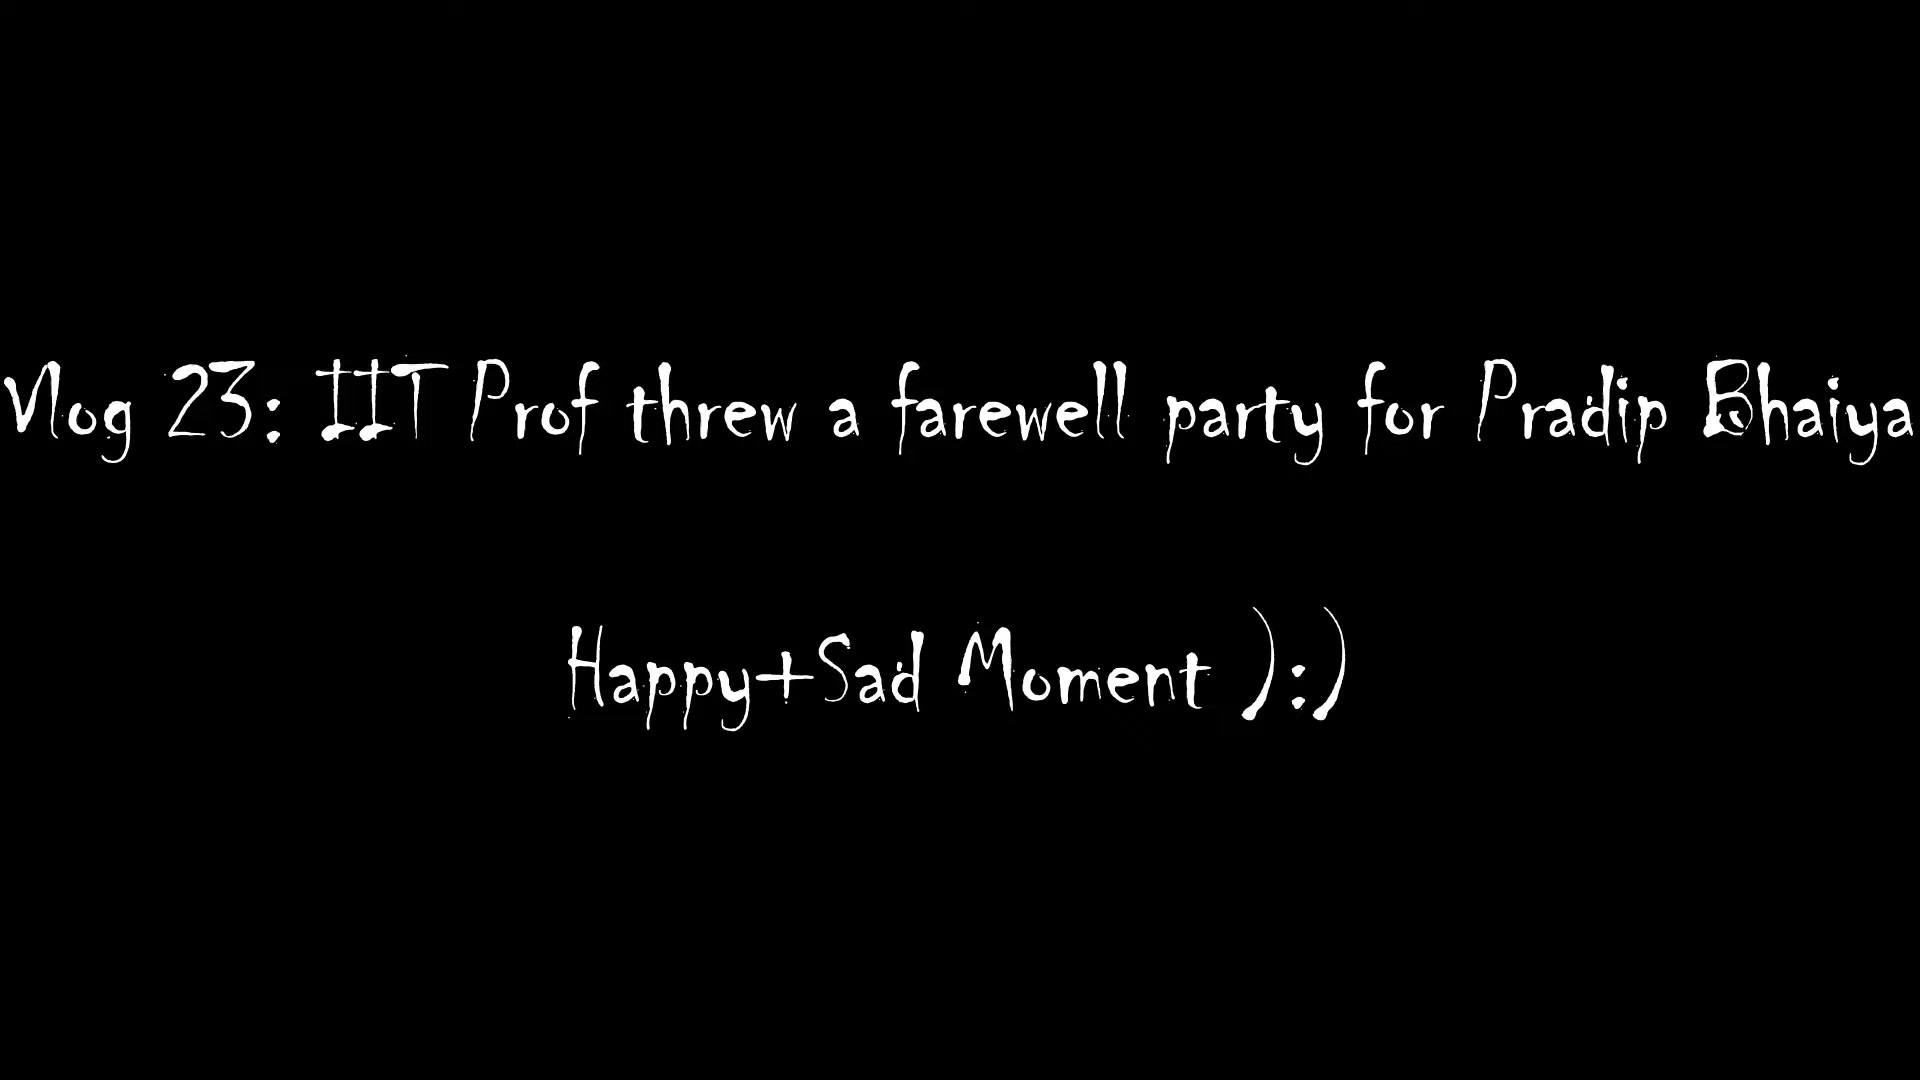 Vlog 23: IIT Prof threw a farewell party for Pradip Bhaiya
Happy+Sad Moment ):)